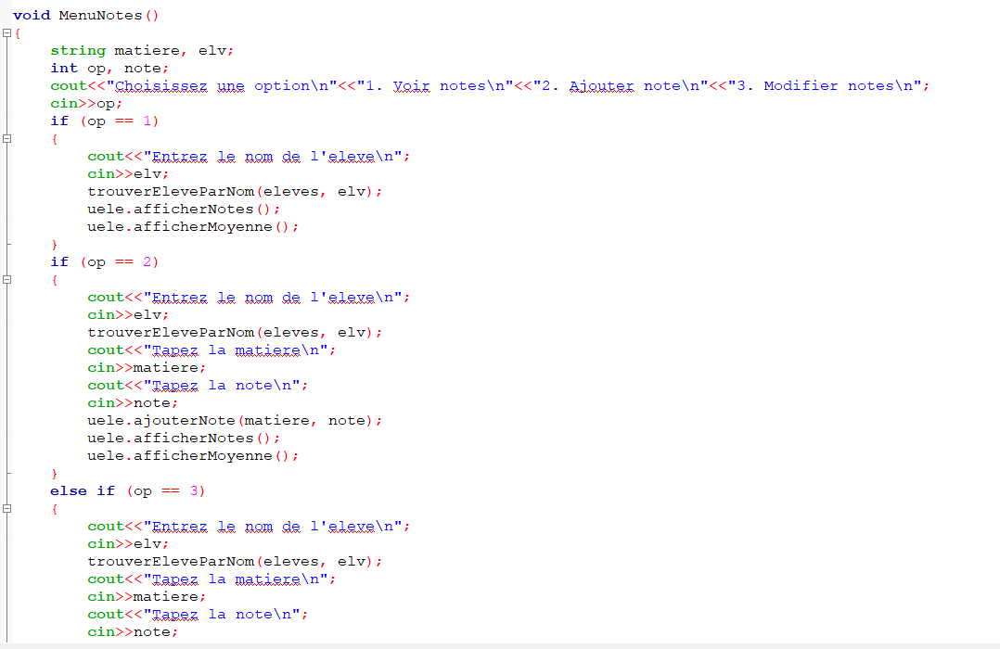 void MenuNotes()
{
    string matiere, elv;
    int op, note;
    cout<<"Choisissez une option\n"<<"1. Voir notes\n"<<"2. Ajouter note\n"<<"3. Modifier notes\n";
    cin>>op;
    if (op == 1)
    {
        cout<<"Entrez le nom de l'eleve\n";
        cin>>elv;
        trouverEleveParNom(eleves, elv);
        uele.afficherNotes();
        uele.afficherMoyenne();
    }
    if (op == 2)
    {
        cout<<"Entrez le nom de l'eleve\n";
        cin>>elv;
        trouverEleveParNom(eleves, elv);
        cout<<"Tapez la matiere\n";
        cin>>matiere;
        cout<<"Tapez la note\n";
        cin>>note;
        uele.ajouterNote(matiere, note);
        uele.afficherNotes();
        uele.afficherMoyenne();
    }
    else if (op == 3)
    {
        cout<<"Entrez le nom de l'eleve\n";
        cin>>elv;
        trouverEleveParNom(eleves, elv);
        cout<<"Tapez la matiere\n";
        cin>>matiere;
        cout<<"Tapez la note\n";
        cin>>note;